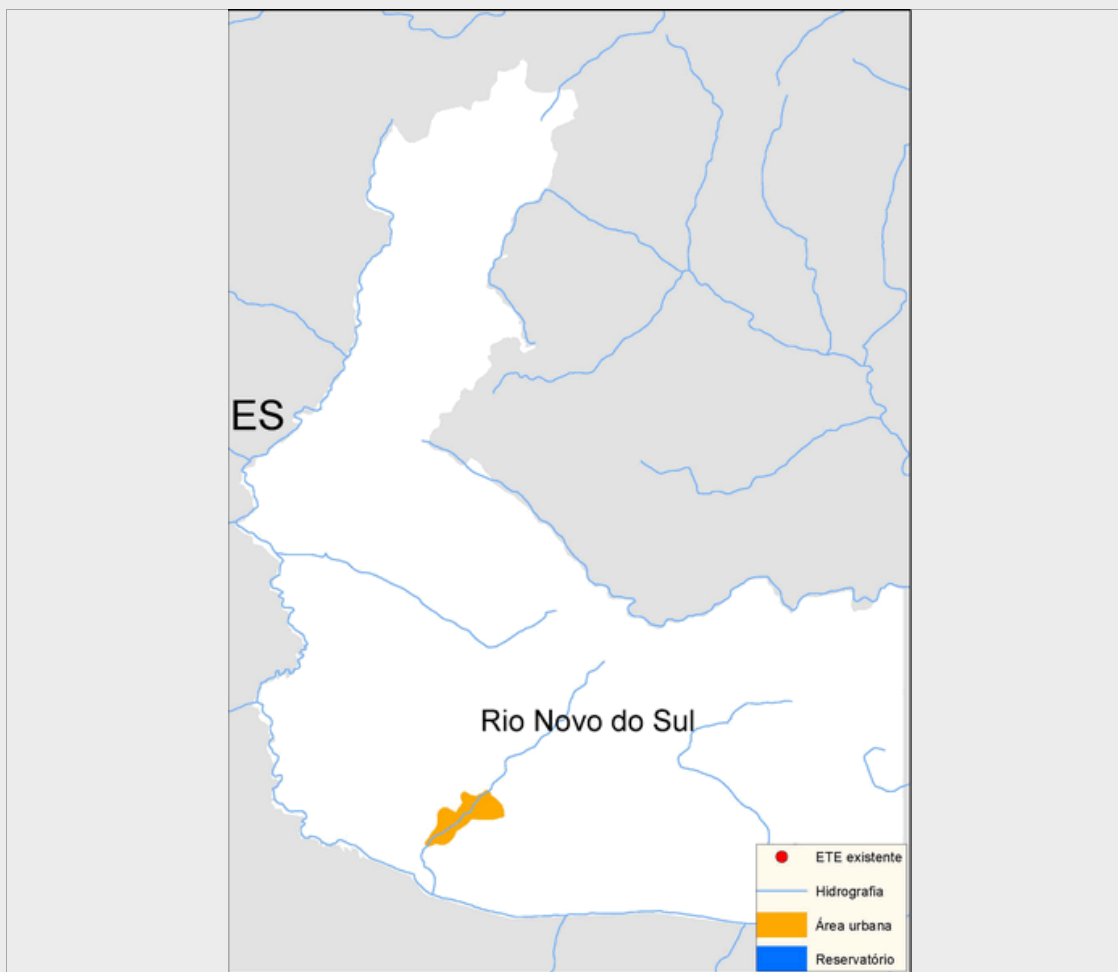 ES
Rio Novo do Sul
ETE existente
Hidrografia
Área urbana
Reservatório